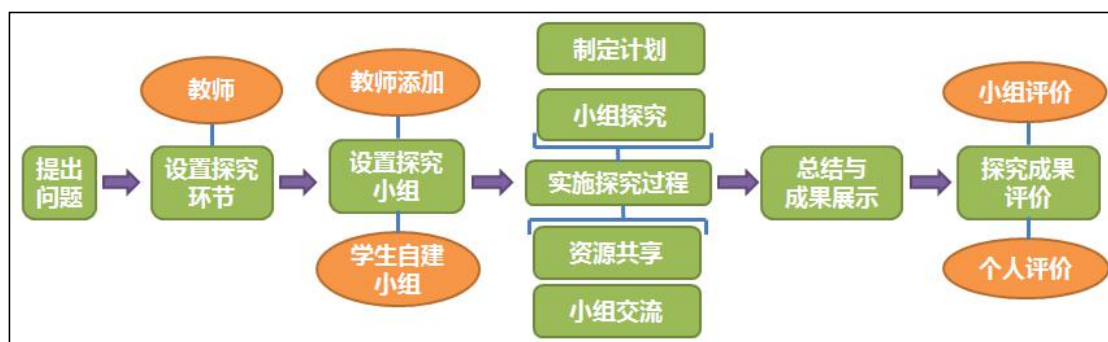 提出
问题
教师
设置探究
环节
教师添加
设置探究
小组
学生自建
小组
制定计划
小组探究
实施探究过程
资源共享
小组交流
总结与
成果展示
小组评价
探究成果
评价
个人评价